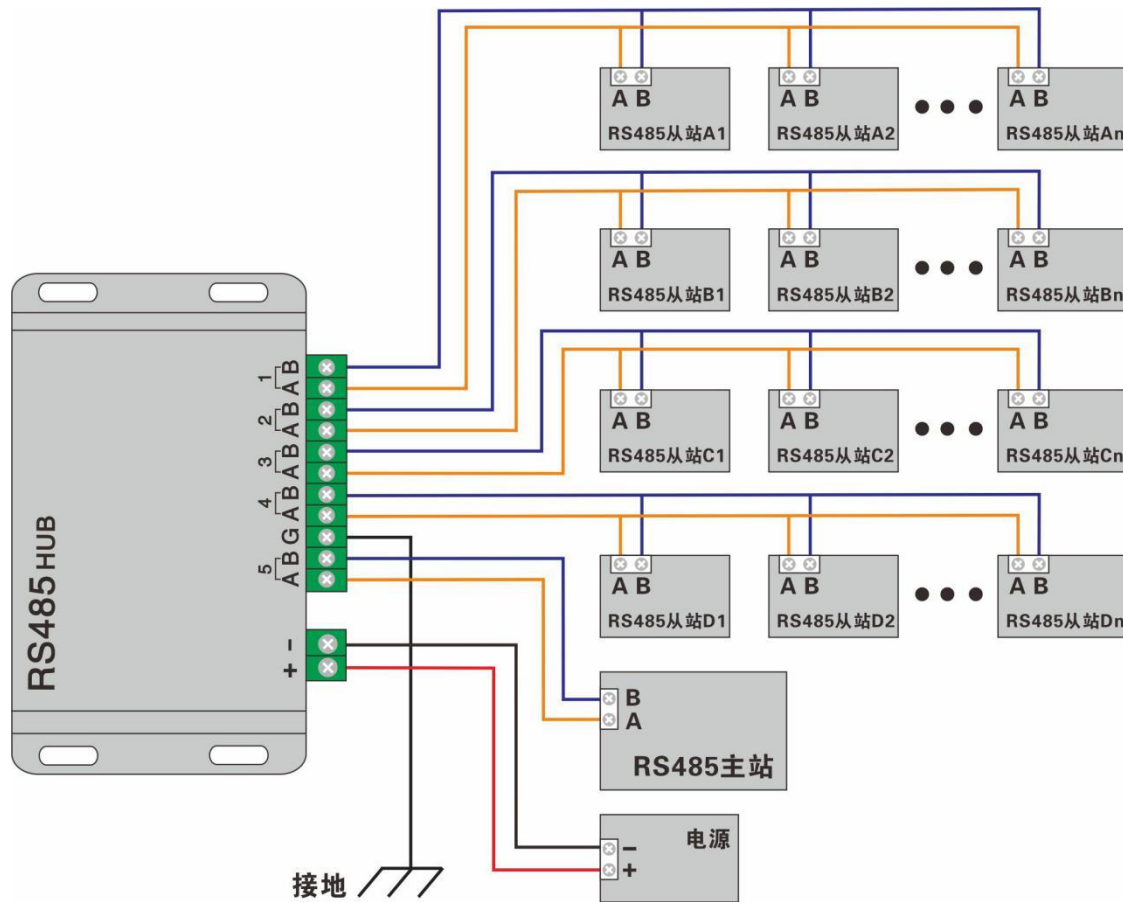 A B A B A B
RS485从站A1 RS485从站A2 RS485从站An
A B A B A B
RS485从站B1 RS485从站B2 RS485从站Bn
A B A B A B
RS485从站C1 RS485从站C2 RS485从站Cn
A B A B A B
RS485从站D1 RS485从站D2 RS485从站Dn
RS485 HUB
1 B
A
2 B
A
3 B
A
4 B
A
G
5 B
A
-
+
B
A
RS485主站
电源
-
+
接地